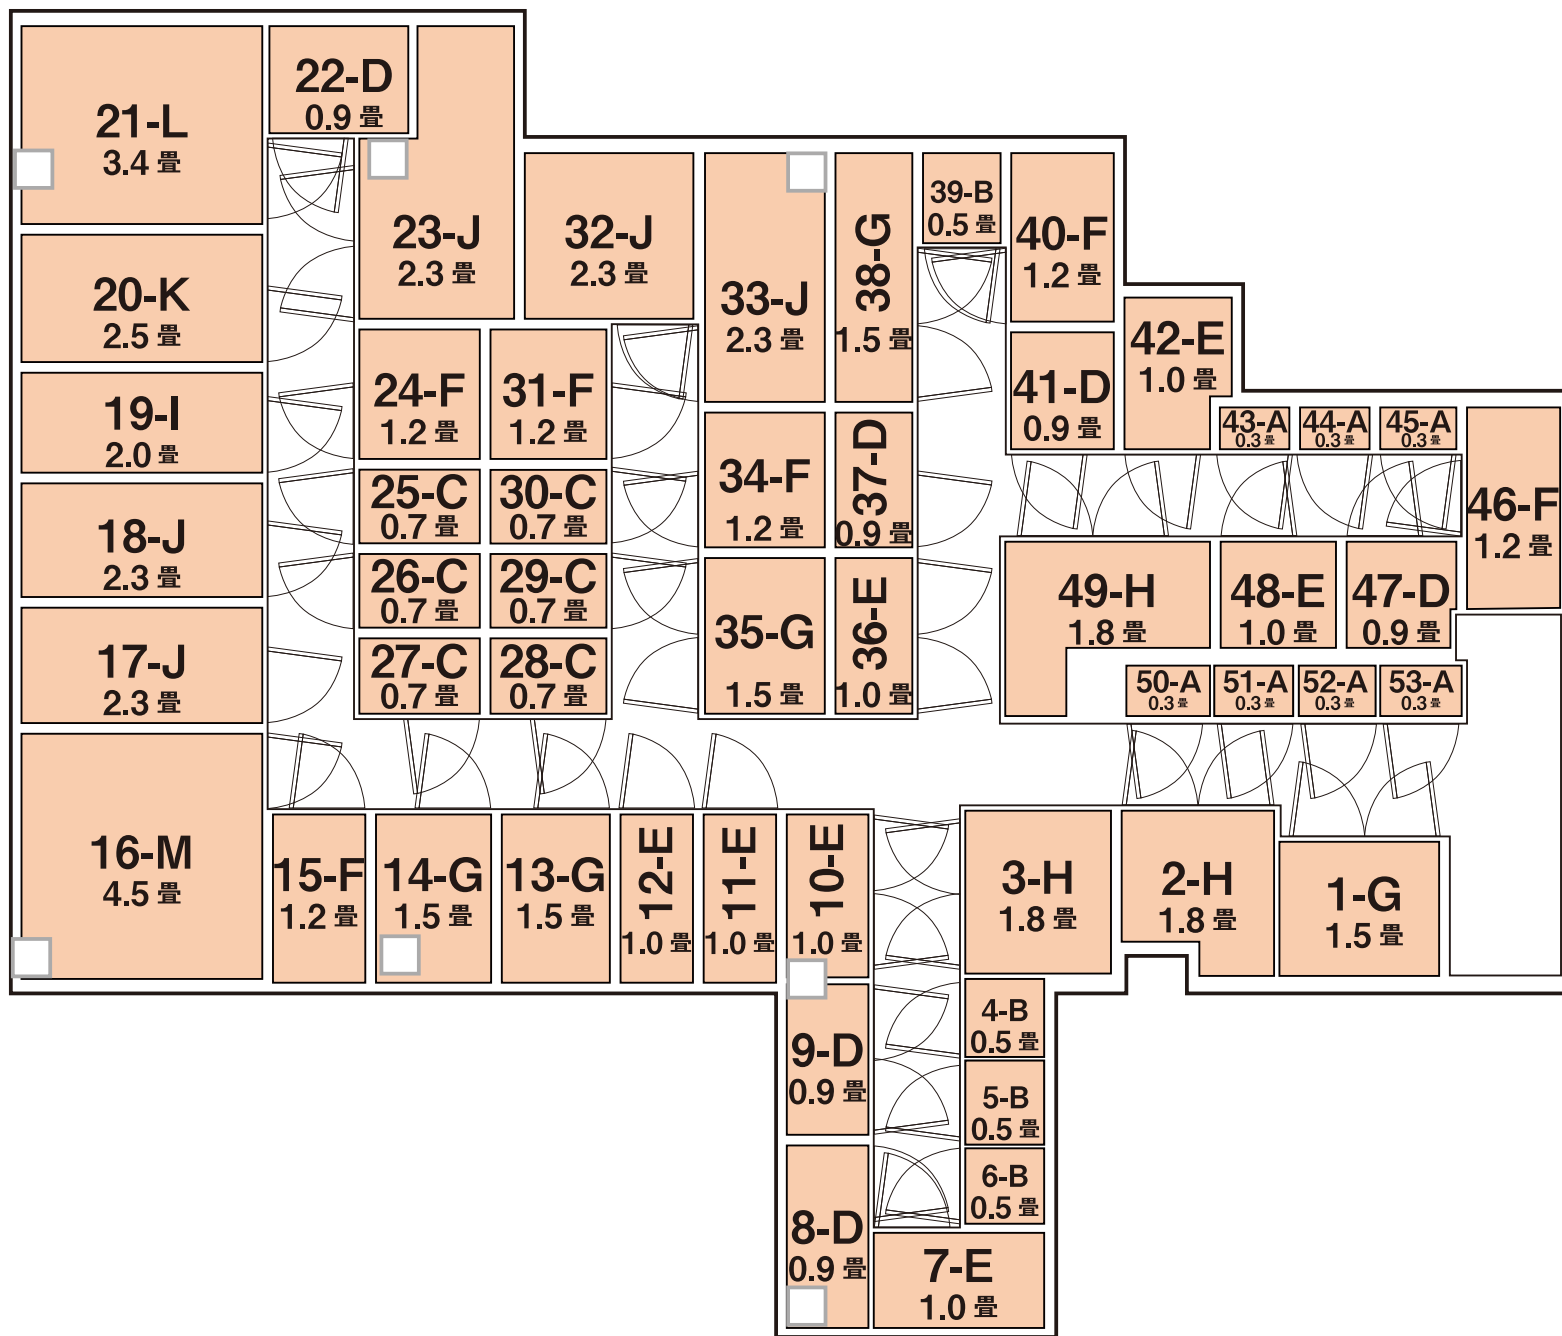 21-L
3.4 畳
22-D
0.9 畳
23-J
2.3 畳
20-K
2.5 畳
19-I
2.0 畳
18-J
2.3 畳
17-J
2.3 畳
16-M
4.5 畳
24-F
1.2 畳
31-F
1.2 畳
25-C
0.7 畳
30-C
0.7 畳
26-C
0.7 畳
29-C
0.7 畳
27-C
0.7 畳
28-C
0.7 畳
32-J
2.3 畳
33-J
2.3 畳
38-G
1.5 畳
34-F
1.2 畳
37-D
0.9 畳
35-G
1.5 畳
36-E
1.0 畳
39-B
0.5 畳
40-F
1.2 畳
41-D
0.9 畳
42-E
1.0 畳
43-A
0.3 畳
44-A
0.3 畳
45-A
0.3 畳
46-F
1.2 畳
49-H
1.8 畳
48-E
1.0 畳
47-D
0.9 畳
50-A
0.3 畳
51-A
0.3 畳
52-A
0.3 畳
53-A
0.3 畳
15-F
1.2 畳
14-G
1.5 畳
13-G
1.5 畳
12-E
1.0 畳
11-E
1.0 畳
10-E
1.0 畳
3-H
1.8 畳
2-H
1.8 畳
1-G
1.5 畳
9-D
0.9 畳
4-B
0.5 畳
5-B
0.5 畳
6-B
0.5 畳
8-D
0.9 畳
7-E
1.0 畳